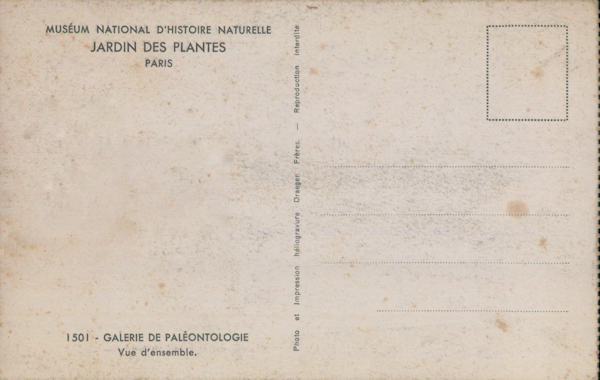 MUSÉUM NATIONAL D'HISTOIRE NATURELLE
JARDIN DES PLANTES
PARIS
1501 - GALERIE DE PALÉONTOLOGIE
Vue d'ensemble.
Photo et Impression héliogravure Draeger Frères. — Reproduction interdite